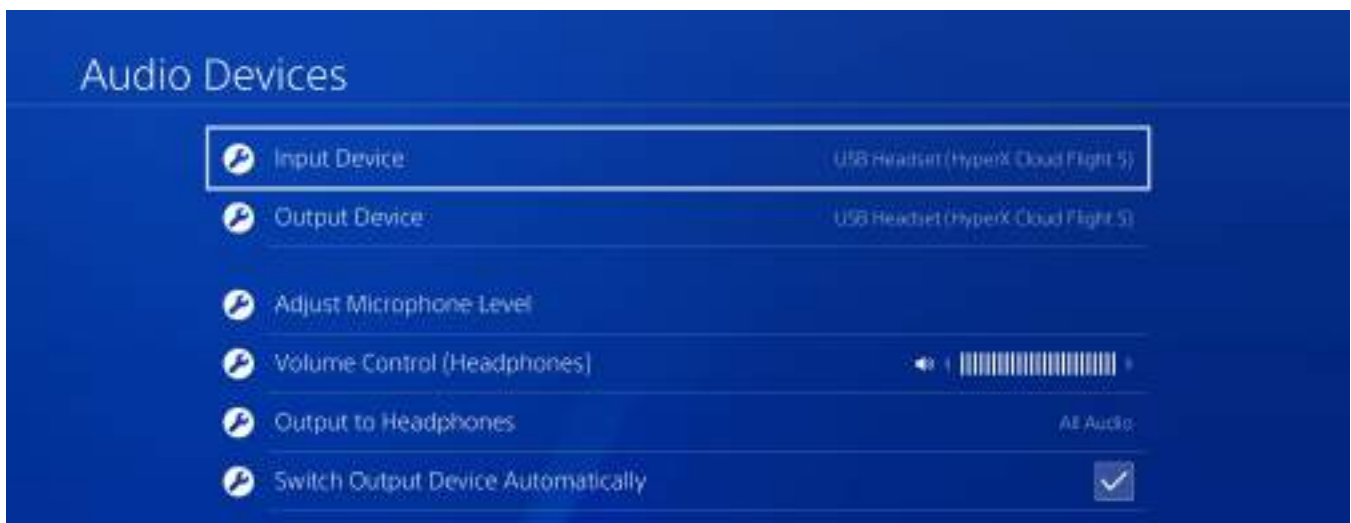 Audio Devices
Input Device USB Headset (HyperX Cloud Flight S)
Output Device USB Headset (HyperX Cloud Flight S)
Adjust Microphone Level
Volume Control (Headphones)
Output to Headphones All Audio
Switch Output Device Automatically